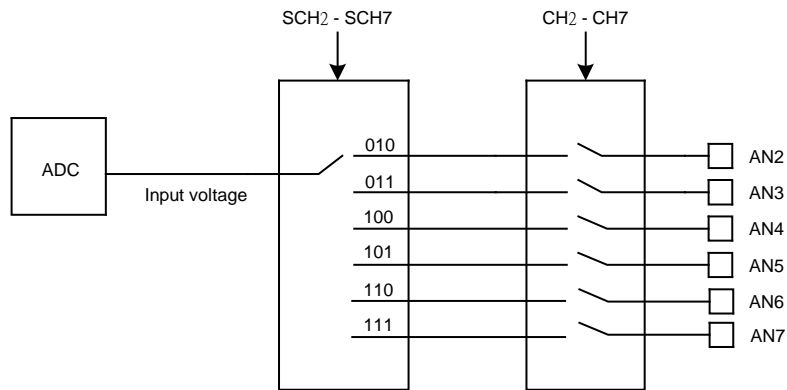 SCH2 - SCH7
CH2 - CH7
ADC
Input voltage
010
011
100
101
110
111
AN2
AN3
AN4
AN5
AN6
AN7